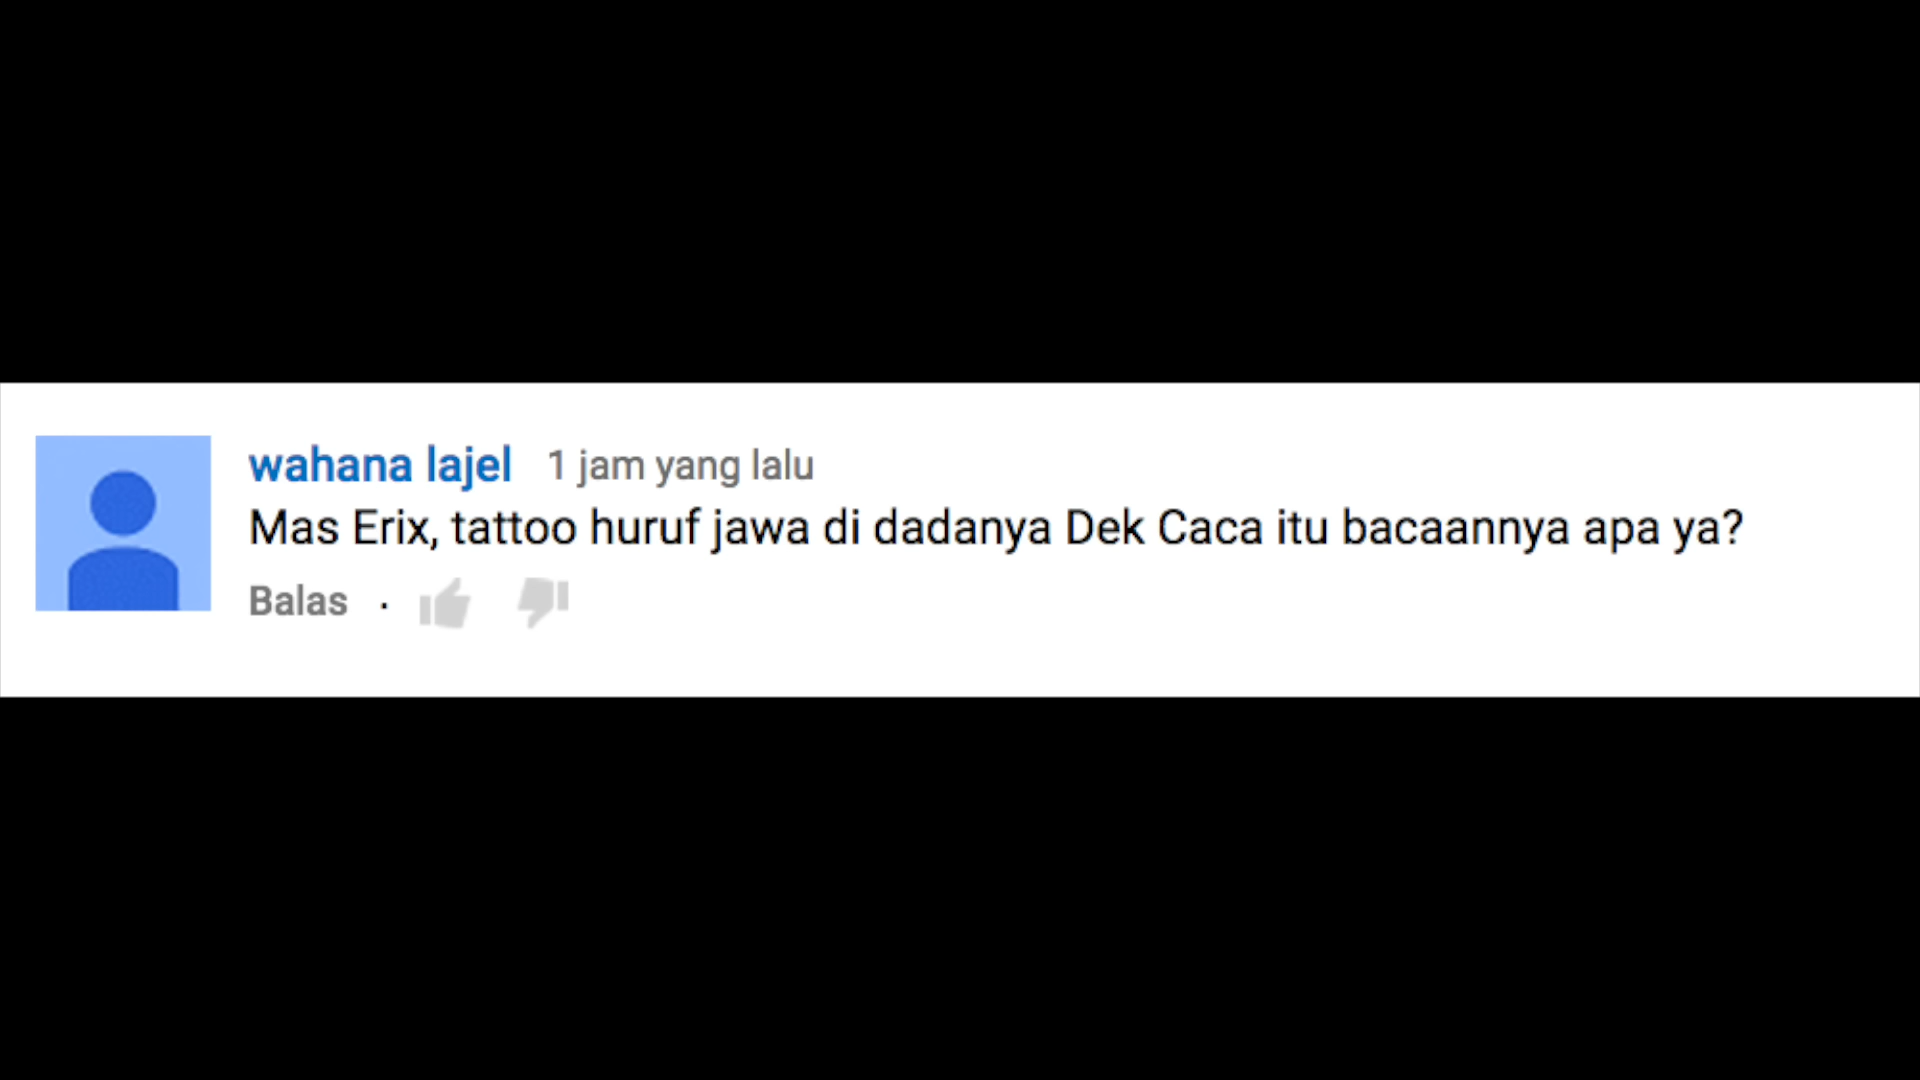 wahana lajel 1 jam yang lalu
Mas Erix, tattoo huruf jawa di dadanya Dek Caca itu bacaannya apa ya?
Balas ·